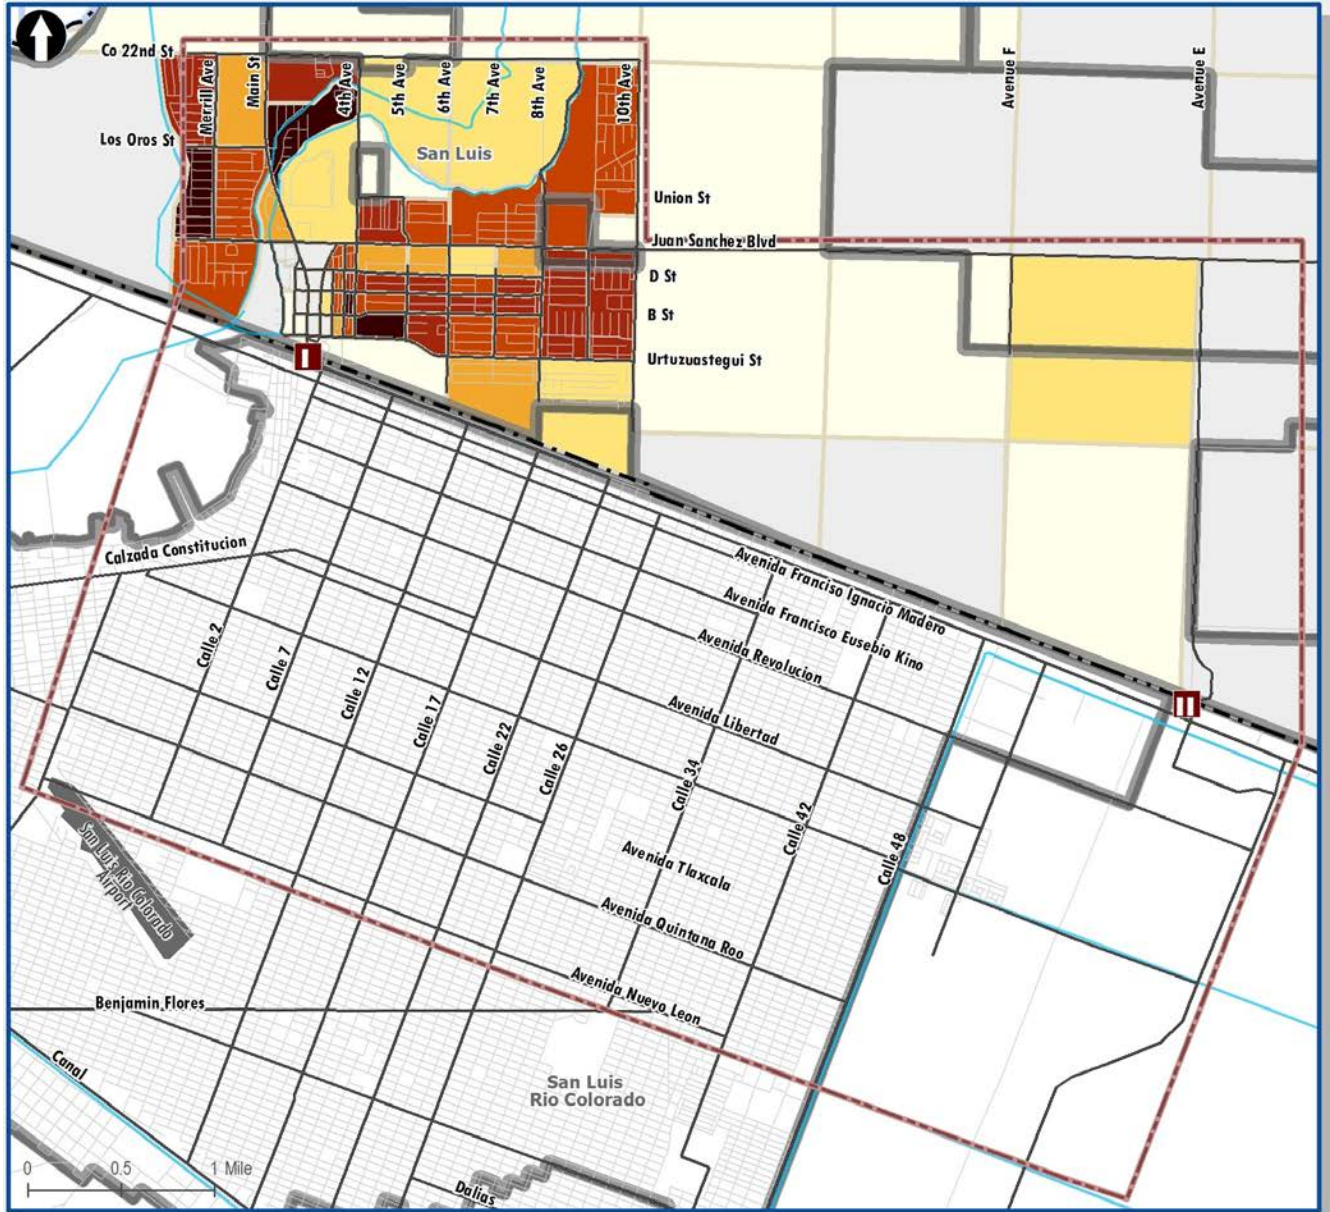 Co 22nd St
Merrill Ave
Main St
4th Ave
5th Ave
6th Ave
7th Ave
8th Ave
10th Ave
Avenue F
Avenue E
Los Oros St
San Luis
Union St
Juan Sanchez Blvd
D St
B St
Urtuzuastegui St
I
Calzada Constitucion
Avenida Franciso Ignacio Madero
Avenida Francisco Eusebio Kino
Avenida Revolucion
Avenida Libertad
Calle 2
Calle 7
Calle 12
Calle 17
Calle 22
Calle 26
Calle 34
Calle 42
Calle 48
II
San Luis Rio Colorado
Airport
Avenida Tlaxcala
Avenida Quintana Roo
Avenida Nuevo Leon
Benjamin Flores
Canal
San Luis
Rio Colorado
0 0.5 1 Mile
Dalias